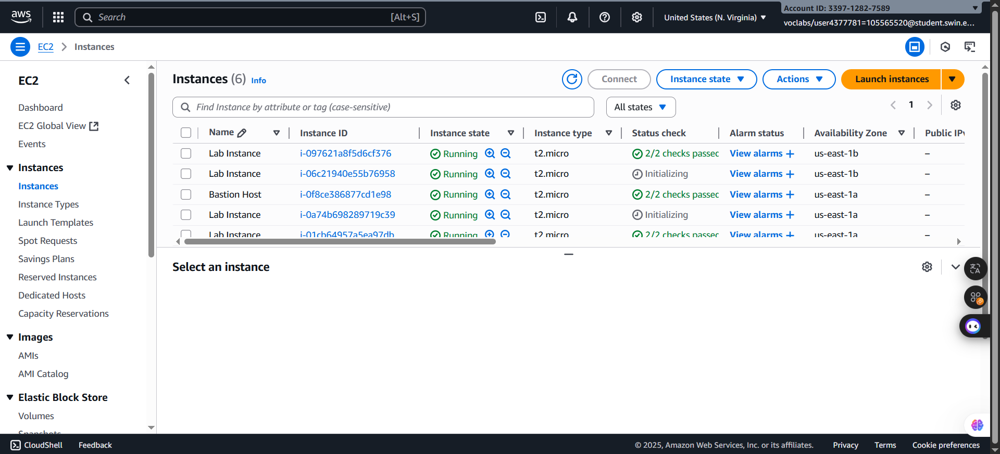 aws
Search [Alt+S]
United States (N. Virginia)
Account ID: 3397-1282-7589
voclabs/user4377781=105565520@student.swin.e...
EC2 > Instances
EC2
Dashboard
EC2 Global View
Events
Instances
Instances
Instance Types
Launch Templates
Spot Requests
Savings Plans
Reserved Instances
Dedicated Hosts
Capacity Reservations
Images
AMIs
AMI Catalog
Elastic Block Store
Volumes
Snapshots
Instances (6) Info
Connect
Instance state
Actions
Launch instances
Find Instance by attribute or tag (case-sensitive)
All states
1
Name Instance ID Instance state Instance type Status check Alarm status Availability Zone Public IPv
Lab Instance i-097621a8f5d6cf376 Running t2.micro 2/2 checks passed View alarms + us-east-1b –
Lab Instance i-06c21940e55b76958 Running t2.micro Initializing View alarms + us-east-1b –
Bastion Host i-0f8ce386877cd1e98 Running t2.micro 2/2 checks passed View alarms + us-east-1a –
Lab Instance i-0a74b698289719c39 Running t2.micro Initializing View alarms + us-east-1a –
Lab Instance i-01cb64957a5ea97db Running t2.micro 2/2 checks passed View alarms + us-east-1a –
Select an instance
文A
CloudShell Feedback
© 2025, Amazon Web Services, Inc. or its affiliates. Privacy Terms Cookie preferences